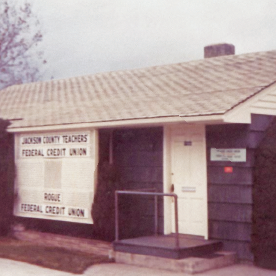 JACKSON COUNTY TEACHERS
FEDERAL CREDIT UNION
ROGUE
FEDERAL CREDIT UNION